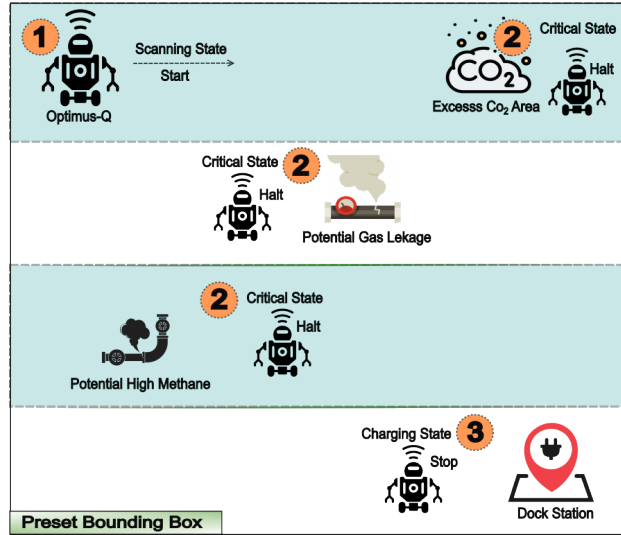 1
Scanning State
Start
Optimus-Q
2
Critical State
CO2
Halt
Excesss Co₂ Area
Critical State
2
Halt
Potential Gas Lekage
2
Critical State
Halt
Potential High Methane
Charging State
3
Stop
Dock Station
Preset Bounding Box